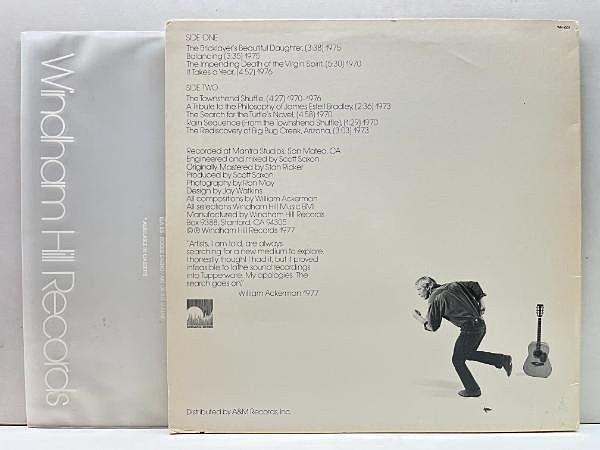 SIDE ONE
The Bricklayer's Beautiful Daughter, (3:38) 1975
Balancing (3:35) 1975
The Impending Death of the Virgin Spirit, (5:30) 1970
It Takes a Year, (4:52) 1976
SIDE TWO
The Townshend Shuffle, (4:27) 1970-1976
A Tribute to the Philosophy of James Estell Bradley, (2:36) 1973
The Search for the Turtle's Navel, (4:58) 1970
Rain Sequence (From the Townshend Shuffle), (4:29) 1970
The Rediscovery of Big Bug Creek, Arizona, (3:03) 1973
Recorded at Mantra Studios, San Mateo, CA
Engineered and mixed by Scott Saxon
Originally Mastered by Stan Ricker
Produced by Scott Saxon
Photography by Ron May
Design by Jay Watkins
All compositions by William Ackerman
All selections Windham Hill Music BMI
Manufactured by Windham Hill Records
Box 9388, Stanford, CA 94305
©℗ Windham Hill Records 1977
"Artists, I am told, are always
searching for a new medium to explore.
I honestly thought I had it, but it proved
infeasible to lathe sound recordings
into Tupperware. My apologies. The
search goes on."
William Ackerman 1977
Distributed by A&M Records, Inc.
Windham Hill Records